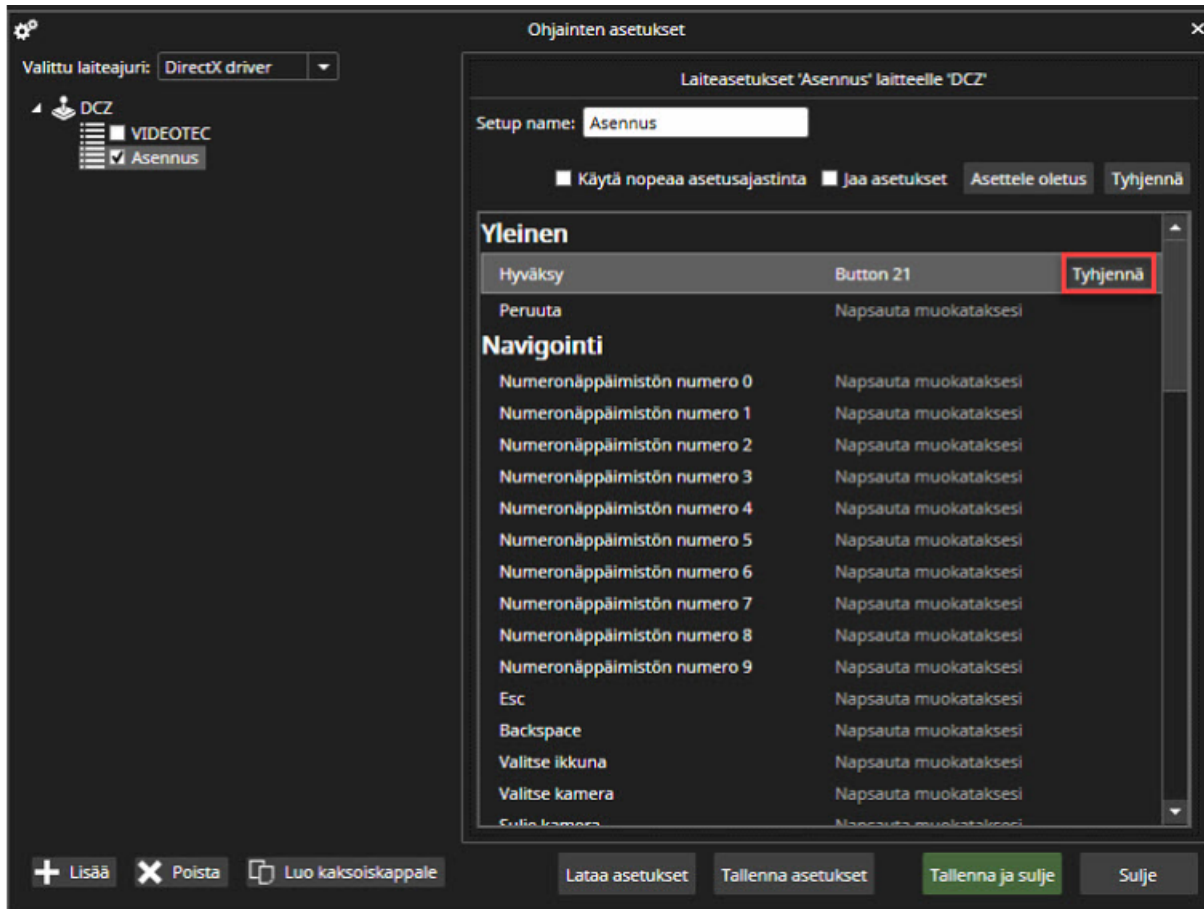 Ohjainten asetukset
Valittu laiteajuri: DirectX driver
DCZ
VIDEOTEC
Asennus
Laiteasetukset 'Asennus' laitteelle 'DCZ'
Setup name: Asennus
Käytä nopeaa asetusajastinta Jaa asetukset Asettele oletus Tyhjennä
Yleinen
Hyväksy Button 21 Tyhjennä
Peruuta Napsauta muokataksesi
Navigointi
Numeronäppäimistön numero 0 Napsauta muokataksesi
Numeronäppäimistön numero 1 Napsauta muokataksesi
Numeronäppäimistön numero 2 Napsauta muokataksesi
Numeronäppäimistön numero 3 Napsauta muokataksesi
Numeronäppäimistön numero 4 Napsauta muokataksesi
Numeronäppäimistön numero 5 Napsauta muokataksesi
Numeronäppäimistön numero 6 Napsauta muokataksesi
Numeronäppäimistön numero 7 Napsauta muokataksesi
Numeronäppäimistön numero 8 Napsauta muokataksesi
Numeronäppäimistön numero 9 Napsauta muokataksesi
Esc Napsauta muokataksesi
Backspace Napsauta muokataksesi
Valitse ikkuna Napsauta muokataksesi
Valitse kamera Napsauta muokataksesi
Sulje kamera Napsauta muokataksesi
Lisää Poista Luo kaksoiskappale Lataa asetukset Tallenna asetukset Tallenna ja sulje Sulje